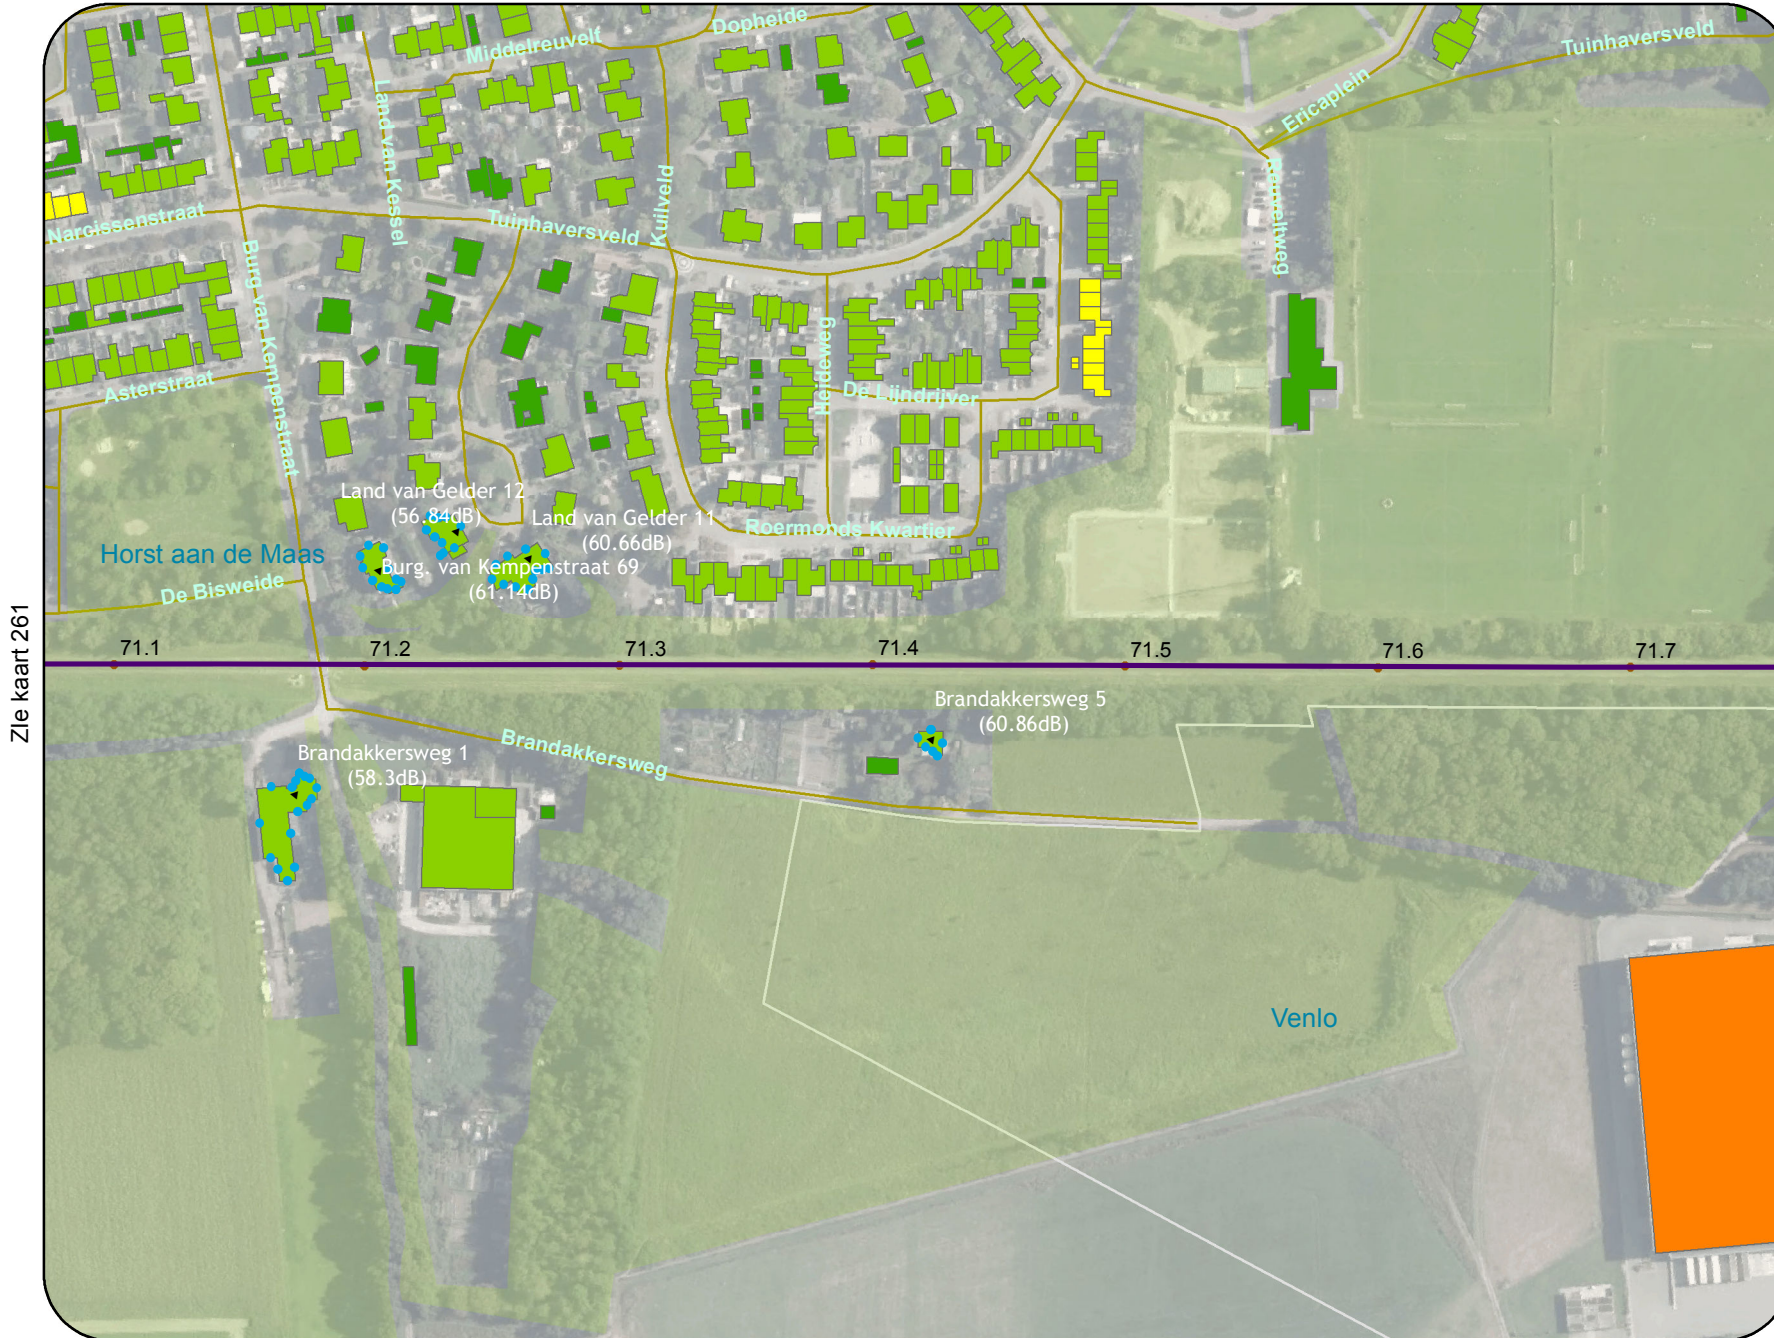 Dopheide
Middelreuvelt
Tuinhaversveld
Ericaplein
Land van Kessel
Kuilveld
Narcissenstraat
Tuinhaversveld
Burg van Kempenstraat
Heideweg
Asterstraat
De Lijndrijver
Land van Gelder 12
(56.84dB)
Land van Gelder 11
(60.66dB)
Roermonds Kwartier
Horst aan de Maas
Burg. van Kempenstraat 69
(61.14dB)
De Bisweide
ZIe kaart 261
71.1
71.2
71.3
71.4
71.5
71.6
71.7
Brandakkersweg 5
(60.86dB)
Brandakkersweg
Brandakkersweg 1
(58.3dB)
Venlo